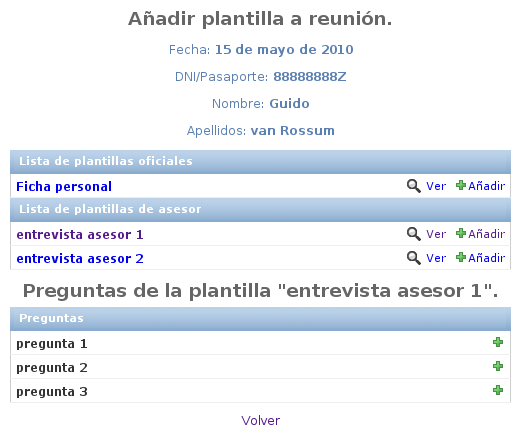 Añadir plantilla a reunión.
Fecha: 15 de mayo de 2010
DNI/Pasaporte: 88888888Z
Nombre: Guido
Apellidos: van Rossum
Lista de plantillas oficiales
Ficha personal Ver Añadir
Lista de plantillas de asesor
entrevista asesor 1 Ver Añadir
entrevista asesor 2 Ver Añadir
Preguntas de la plantilla "entrevista asesor 1".
Preguntas
pregunta 1
pregunta 2
pregunta 3
Volver